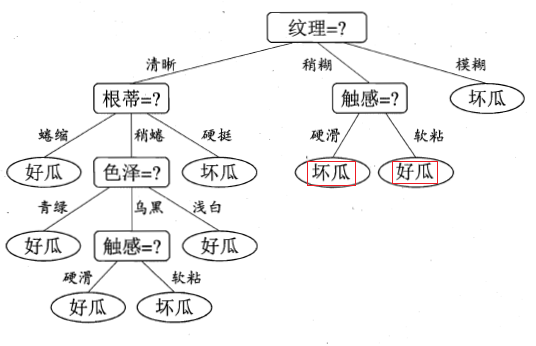 纹理=?
清晰 稍糊 模糊
根蒂=? 触感=? 坏瓜
蜷缩 稍蜷 硬挺 硬滑 软粘
好瓜 色泽=? 坏瓜 坏瓜 好瓜
青绿 乌黑 浅白
好瓜 触感=? 好瓜
硬滑 软粘
好瓜 坏瓜